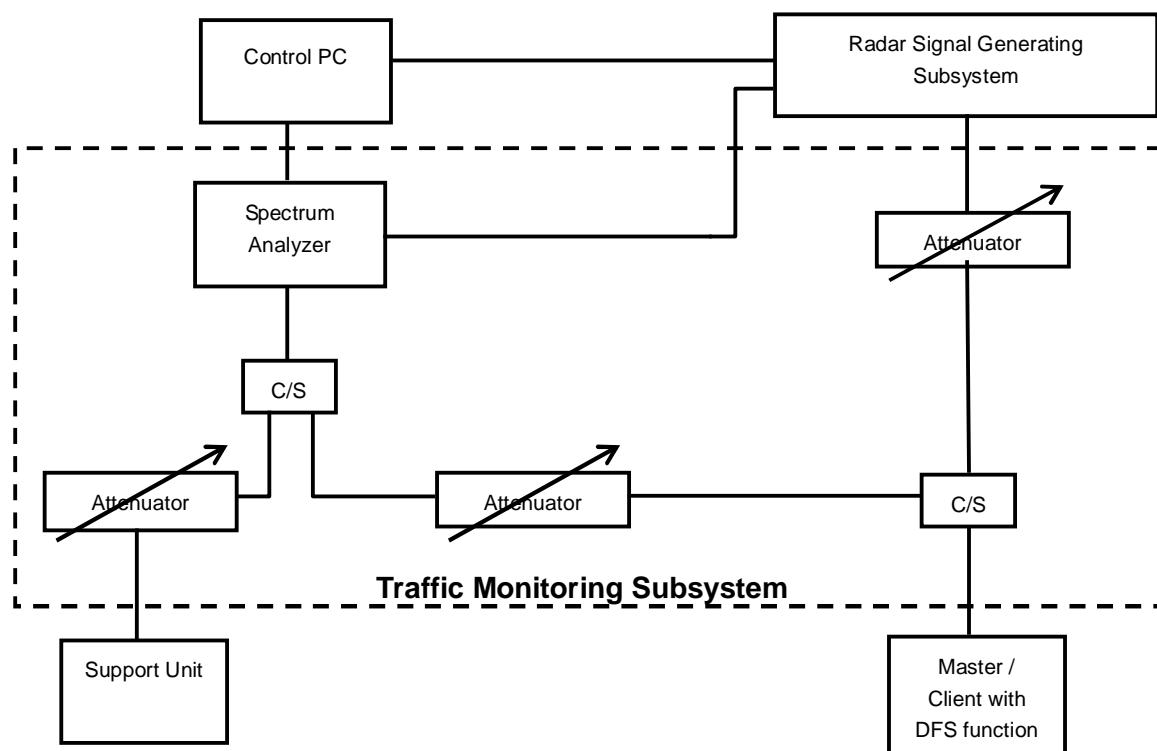 Control PC
Radar Signal Generating
Subsystem
Spectrum
Analyzer
Attenuator
C/S
Attenuator
Attenuator
C/S
Traffic Monitoring Subsystem
Support Unit
Master /
Client with
DFS function